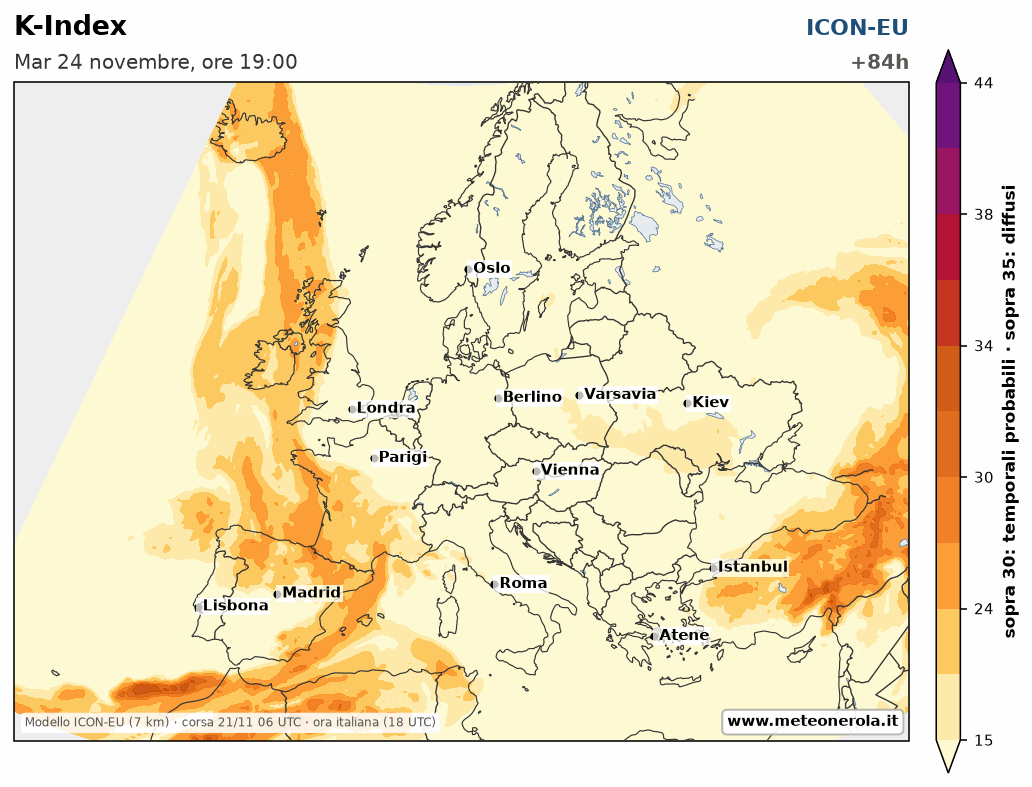 K-Index
ICON-EU
Mar 24 novembre, ore 19:00
+84h
44
38
34
30
24
15
sopra 30: temporali probabili · sopra 35: diffusi
Oslo
Londra
Berlino
Varsavia
Kiev
Parigi
Vienna
Istanbul
Roma
Madrid
Lisbona
Atene
Modello ICON-EU (7 km) · corsa 21/11 06 UTC · ora italiana (18 UTC)
www.meteonerola.it